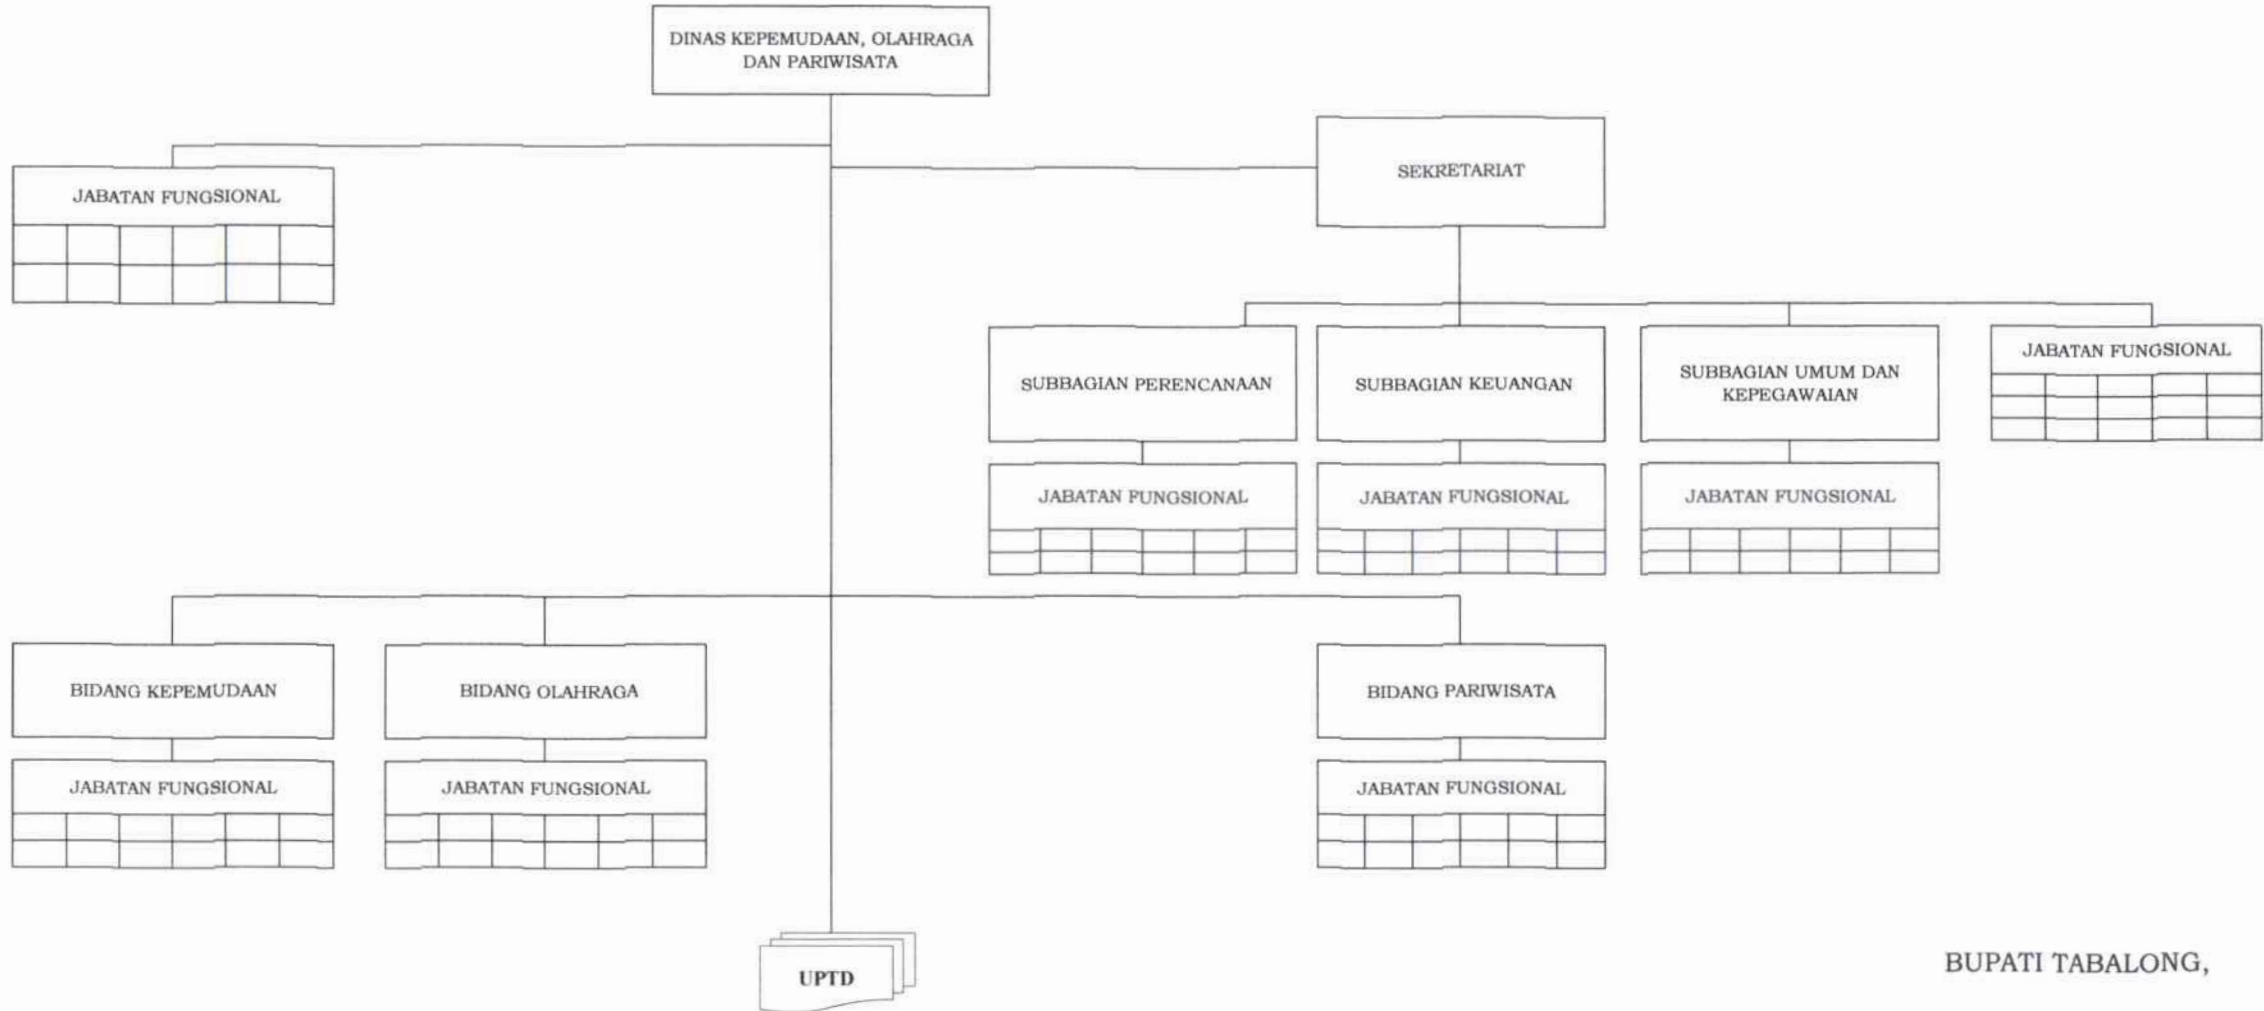 DINAS KEPEMUDAAN, OLAHRAGA
DAN PARIWISATA
SEKRETARIAT
JABATAN FUNGSIONAL
SUBBAGIAN PERENCANAAN
SUBBAGIAN KEUANGAN
SUBBAGIAN UMUM DAN
KEPEGAWAIAN
JABATAN FUNGSIONAL
JABATAN FUNGSIONAL
JABATAN FUNGSIONAL
JABATAN FUNGSIONAL
BIDANG KEPEMUDAAN
BIDANG OLAHRAGA
BIDANG PARIWISATA
JABATAN FUNGSIONAL
JABATAN FUNGSIONAL
JABATAN FUNGSIONAL
UPTD
BUPATI TABALONG,